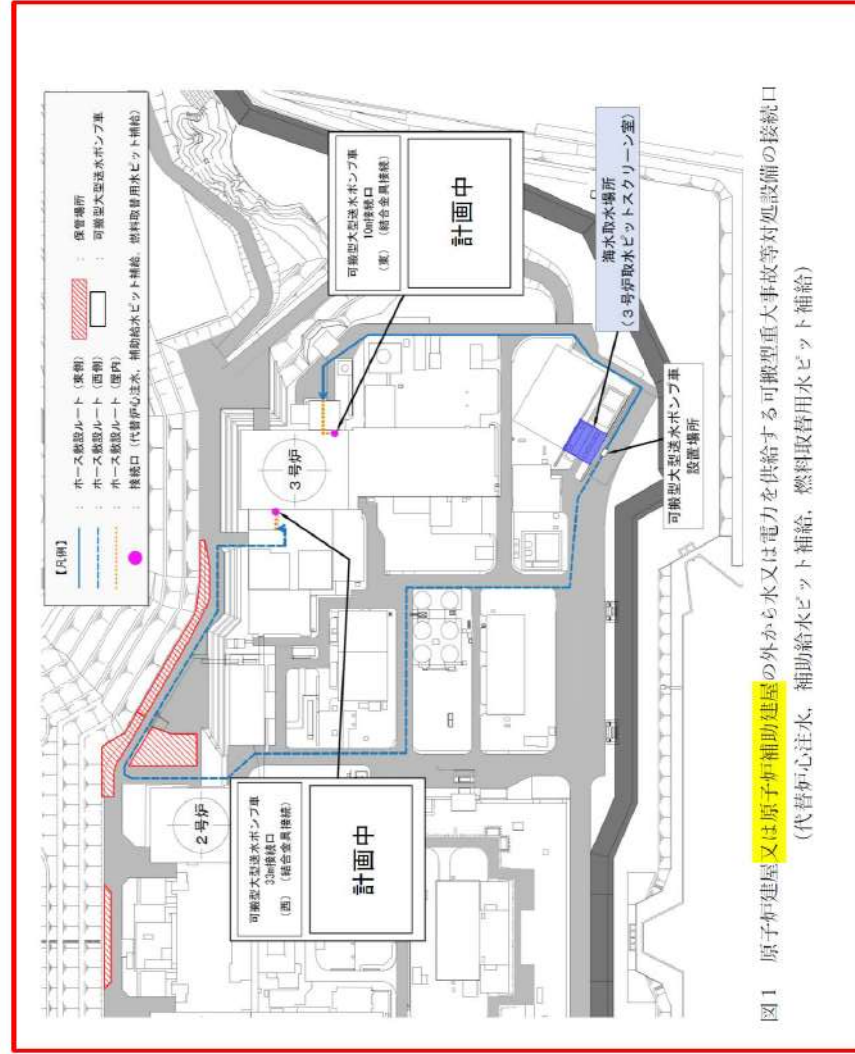 【凡例】
： ホース敷設ルート（東側）
： ホース敷設ルート（西側）
： ホース敷設ルート（屋内）
： 保管場所
： 可搬型大型送水ポンプ車
： 接続口（代替炉心注水，補助給水ピット補給，燃料取替用水ピット補給）
可搬型大型送水ポンプ車
10m接続口
（東）（結合金具接続）
計画中
海水取水場所
（３号炉取水ピットスクリーン室）
３号炉
可搬型大型送水ポンプ車
設置場所
２号炉
可搬型大型送水ポンプ車
33m接続口
（西）（結合金具接続）
計画中
図1 原子炉建屋又は原子炉補助建屋の外から水又は電力を供給する可搬型重大事故等対処設備の接続口
（代替炉心注水，補助給水ピット補給，燃料取替用水ピット補給）